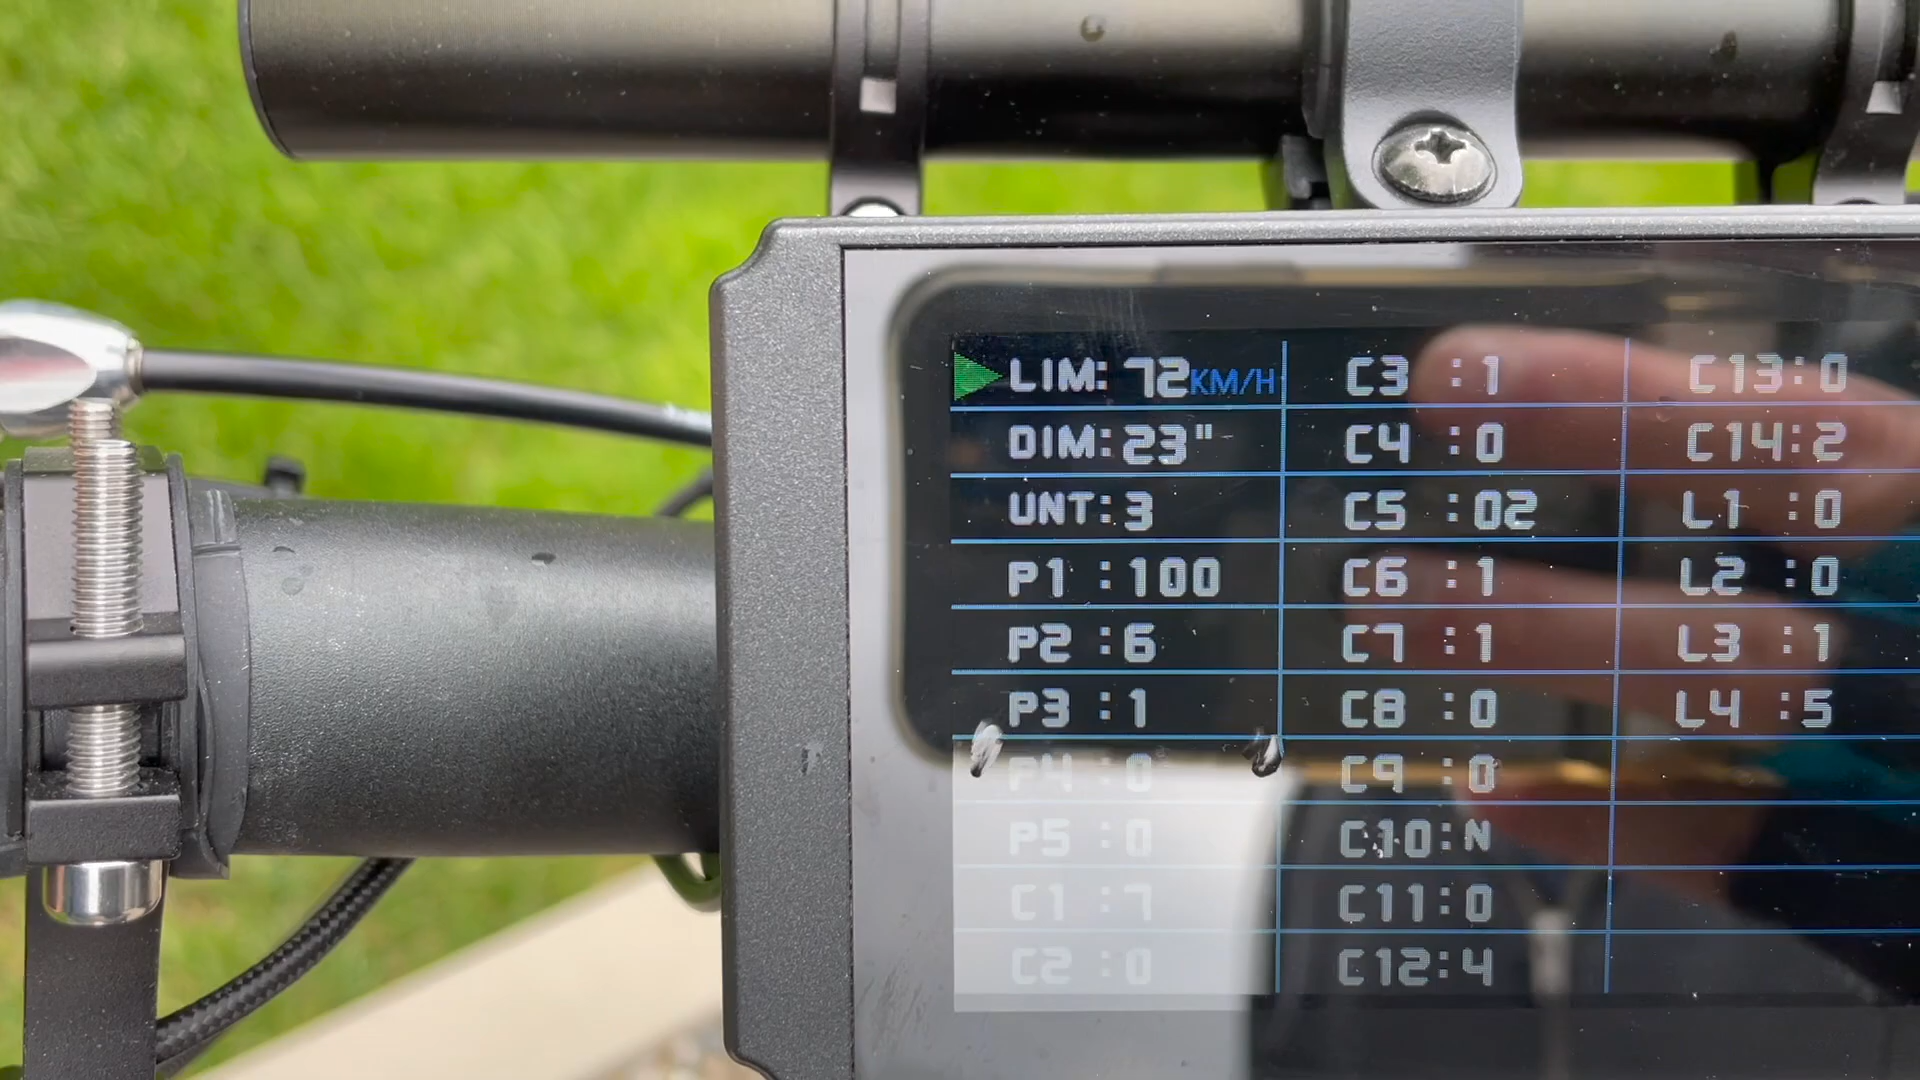 LIM: 72KM/H
DIM: 23"
UNT: 3
P1 : 100
P2 : 6
P3 : 1
P4 : 0
P5 : 0
C1 : 7
C2 : 0
C3 : 1
C4 : 0
C5 : 02
C6 : 1
C7 : 1
C8 : 0
C9 : 0
C10: N
C11: 0
C12: 4
C13: 0
C14: 2
L1 : 0
L2 : 0
L3 : 1
L4 : 5